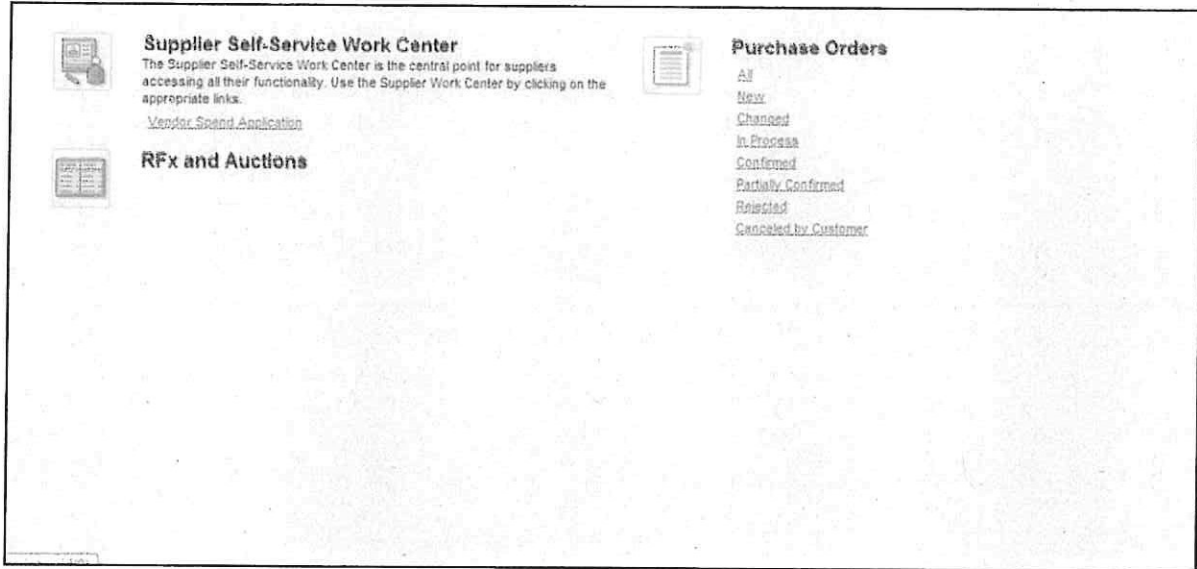 Supplier Self-Service Work Center
The Supplier Self-Service Work Center is the central point for suppliers
accessing all their functionality. Use the Supplier Work Center by clicking on the
appropriate links.
Vendor Spend Application
RFx and Auctions
Purchase Orders
All
New
Changed
In Process
Confirmed
Partially Confirmed
Rejected
Canceled by Customer